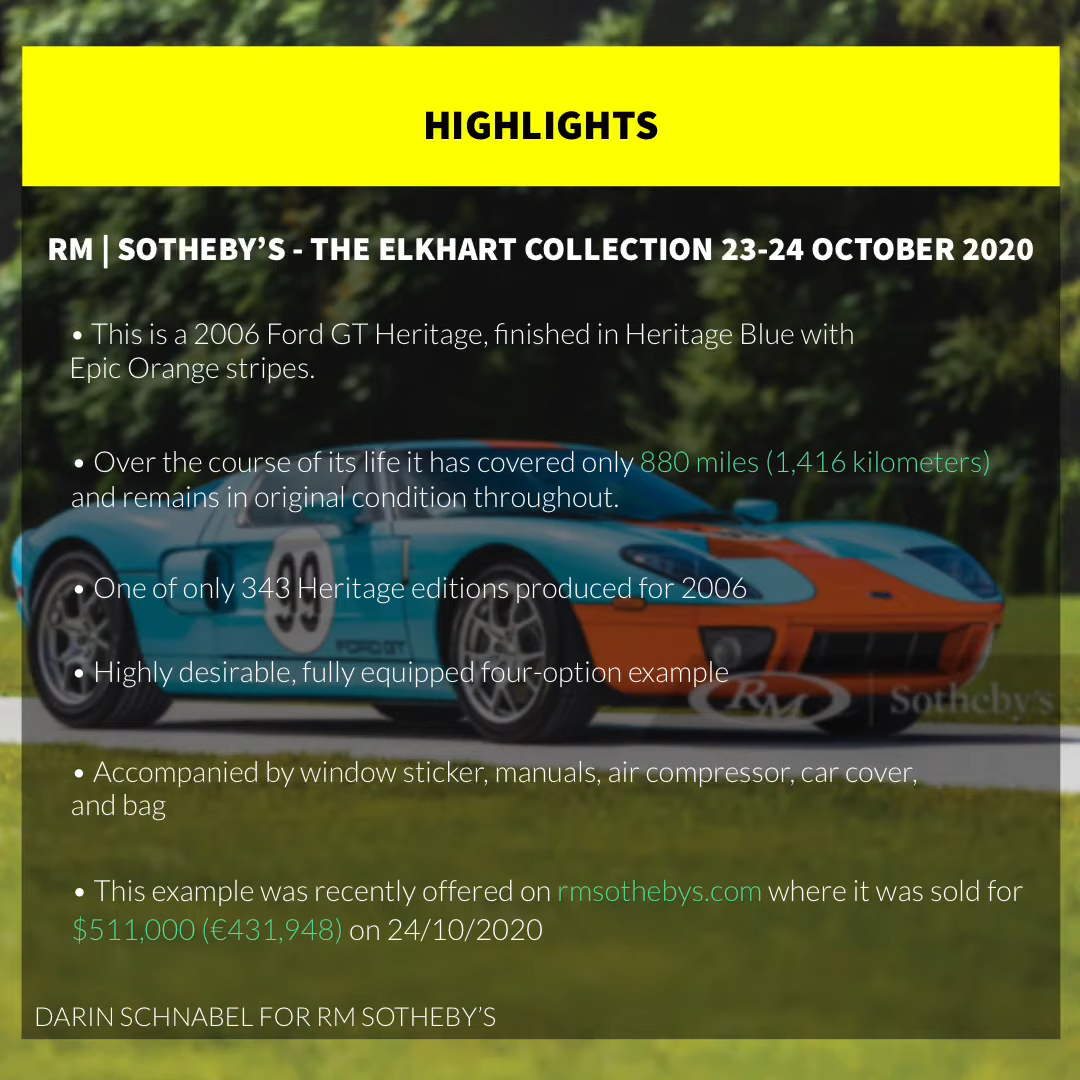 HIGHLIGHTS
RM | SOTHEBY’S - THE ELKHART COLLECTION 23-24 OCTOBER 2020
• This is a 2006 Ford GT Heritage, finished in Heritage Blue with
Epic Orange stripes.
• Over the course of its life it has covered only 880 miles (1,416 kilometers)
and remains in original condition throughout.
99
• One of only 343 Heritage editions produced for 2006
FORD GT
• Highly desirable, fully equipped four-option example
RM | Sotheby's
• Accompanied by window sticker, manuals, air compressor, car cover,
and bag
• This example was recently offered on rmsothebys.com where it was sold for
$511,000 (€431,948) on 24/10/2020
DARIN SCHNABEL FOR RM SOTHEBY’S